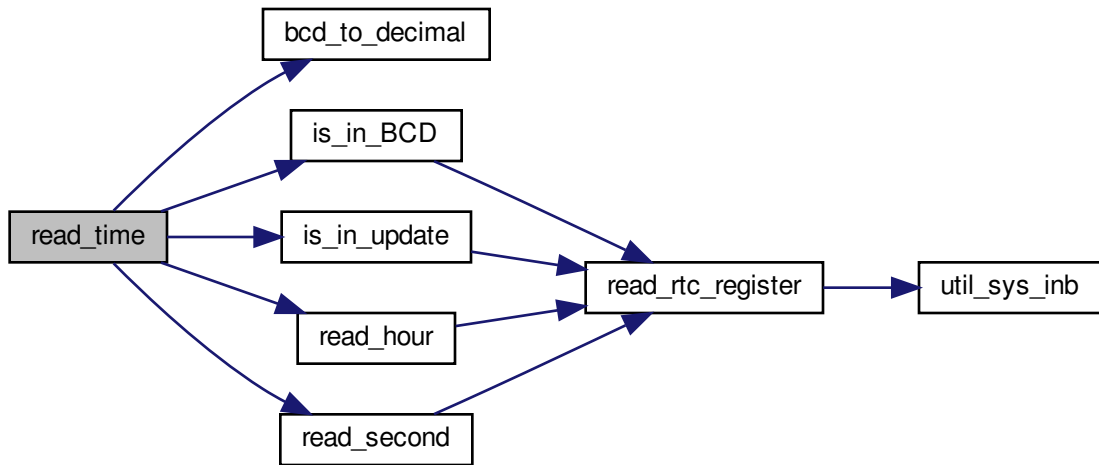 bcd_to_decimal
is_in_BCD
read_time
is_in_update
read_rtc_register
util_sys_inb
read_hour
read_second